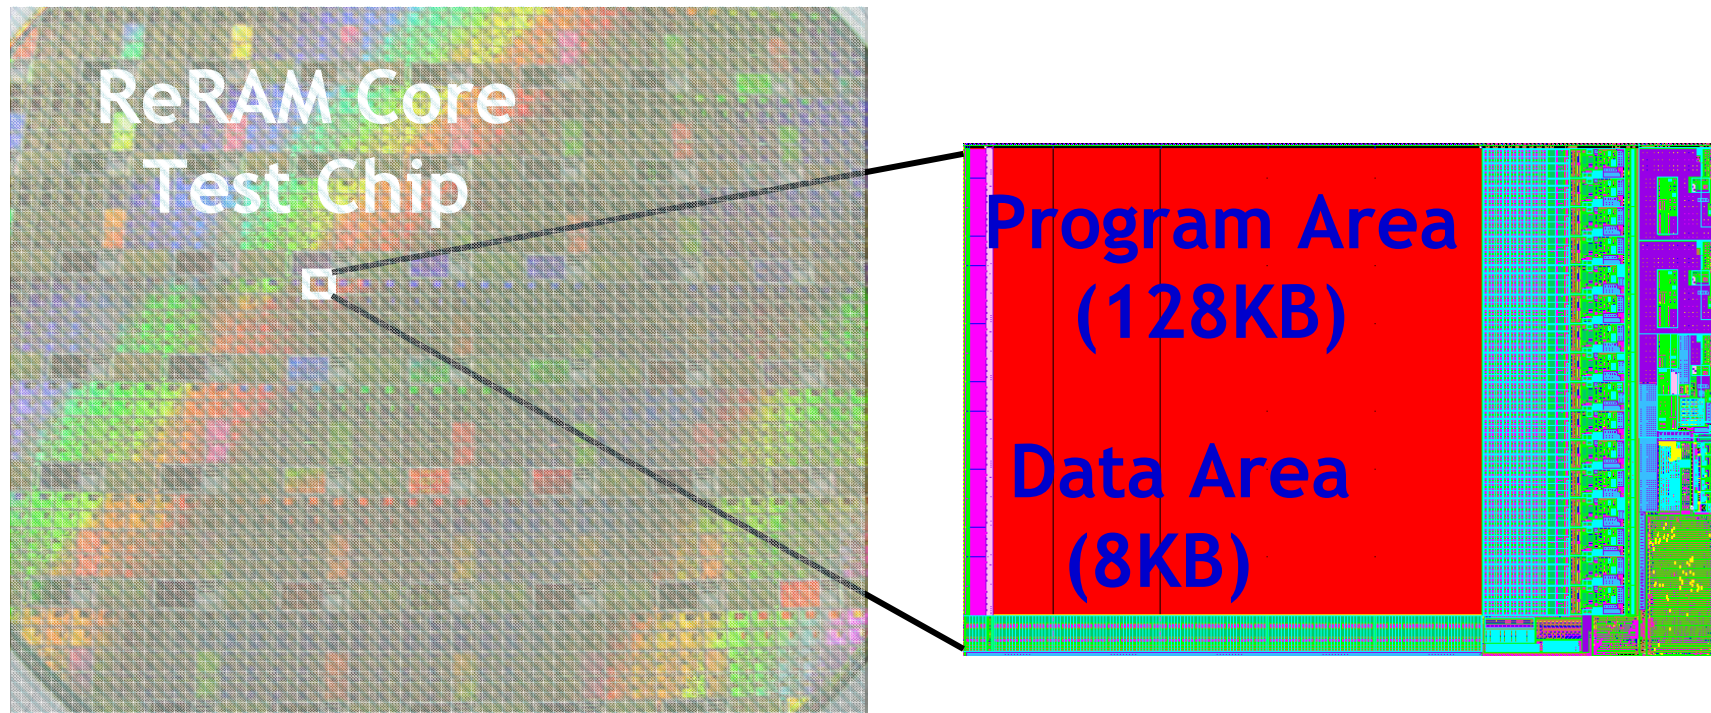 ReRAM Core
Test Chip
Program Area
(128KB)
Data Area
(8KB)